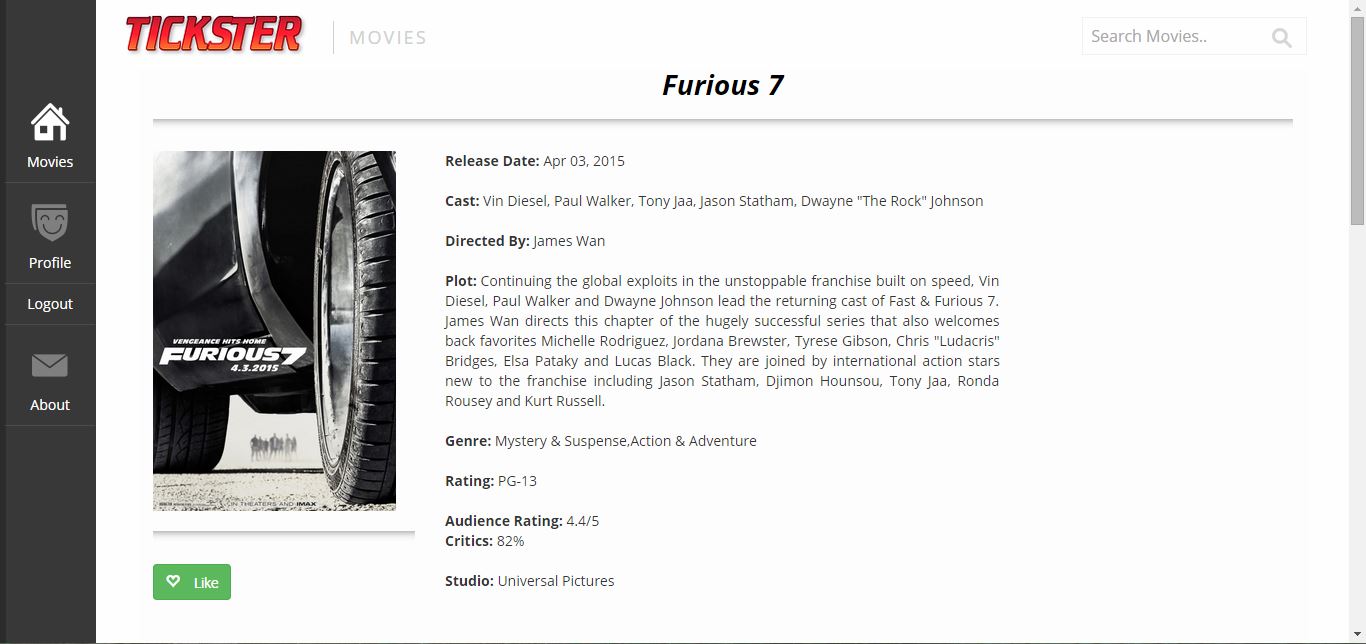 TICKSTER
MOVIES
Search Movies..
Movies
Profile
Logout
About
Furious 7
VENGEANCE HITS HOME
FURIOUS7
4.3.2015
IN THEATERS AND IMAX
Like
Release Date: Apr 03, 2015
Cast: Vin Diesel, Paul Walker, Tony Jaa, Jason Statham, Dwayne "The Rock" Johnson
Directed By: James Wan
Plot: Continuing the global exploits in the unstoppable franchise built on speed, Vin
Diesel, Paul Walker and Dwayne Johnson lead the returning cast of Fast & Furious 7.
James Wan directs this chapter of the hugely successful series that also welcomes
back favorites Michelle Rodriguez, Jordana Brewster, Tyrese Gibson, Chris "Ludacris"
Bridges, Elsa Pataky and Lucas Black. They are joined by international action stars
new to the franchise including Jason Statham, Djimon Hounsou, Tony Jaa, Ronda
Rousey and Kurt Russell.
Genre: Mystery & Suspense,Action & Adventure
Rating: PG-13
Audience Rating: 4.4/5
Critics: 82%
Studio: Universal Pictures